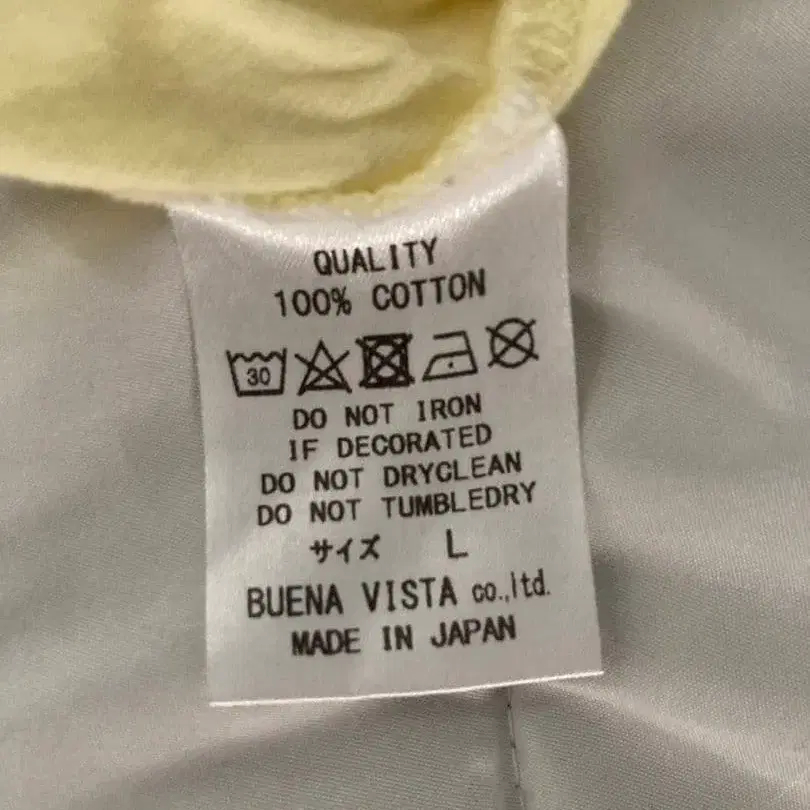 QUALITY
100% COTTON
30
DO NOT IRON
IF DECORATED
DO NOT DRYCLEAN
DO NOT TUMBLEDRY
サイズ L
BUENA VISTA co.,ltd.
MADE IN JAPAN